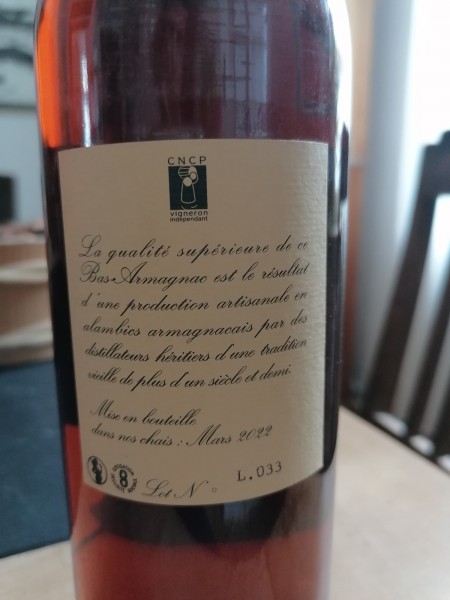 CNCP
vigneron
indépendant
La qualité supérieure de ce
Bas-Armagnac est le résultat
d'une production artisanale en
alambics armagnacais par des
distillateurs héritiers d'une tradition
vieille de plus d'un siècle et demi.
Mise en bouteille
dans nos chais : Mars 2022
Lot N° L.033